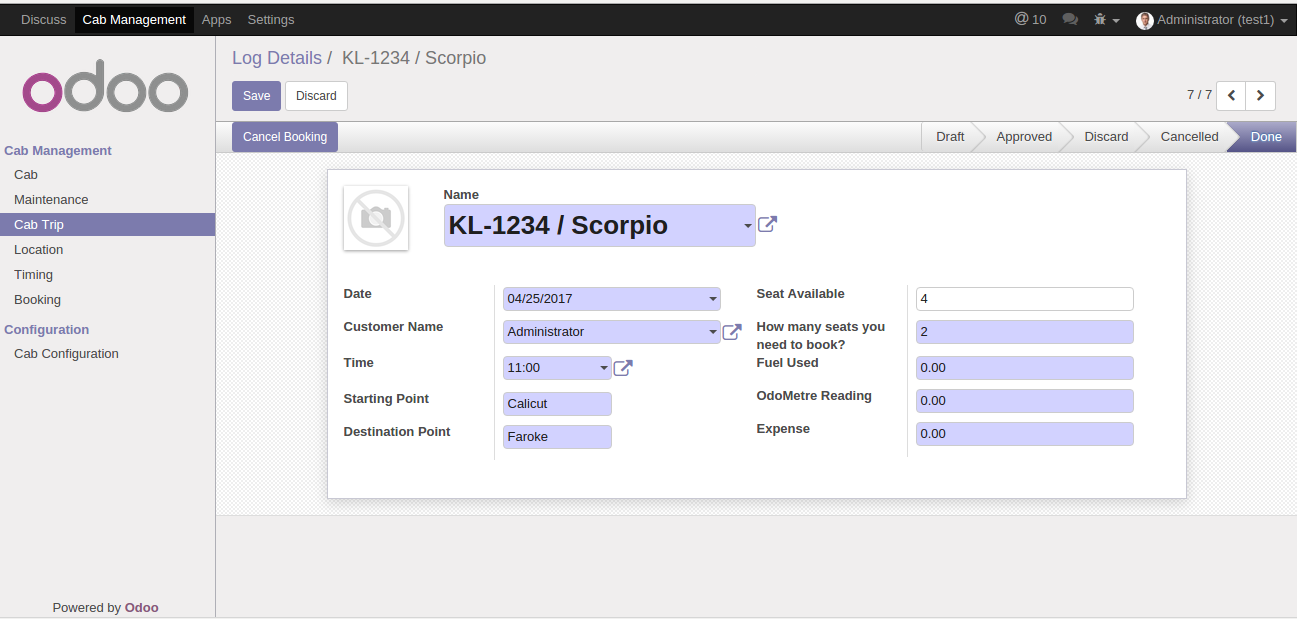 Discuss Cab Management Apps Settings @ 10 Administrator (test1)
odoo
Log Details / KL-1234 / Scorpio
Save Discard 7 / 7
Cancel Booking Draft Approved Discard Cancelled Done
Cab Management
Cab
Maintenance
Cab Trip
Location
Timing
Booking
Configuration
Cab Configuration
Powered by Odoo
Name
KL-1234 / Scorpio
Date 04/25/2017
Customer Name Administrator
Time 11:00
Starting Point Calicut
Destination Point Faroke
Seat Available 4
How many seats you 2
need to book?
Fuel Used 0.00
OdoMetre Reading 0.00
Expense 0.00